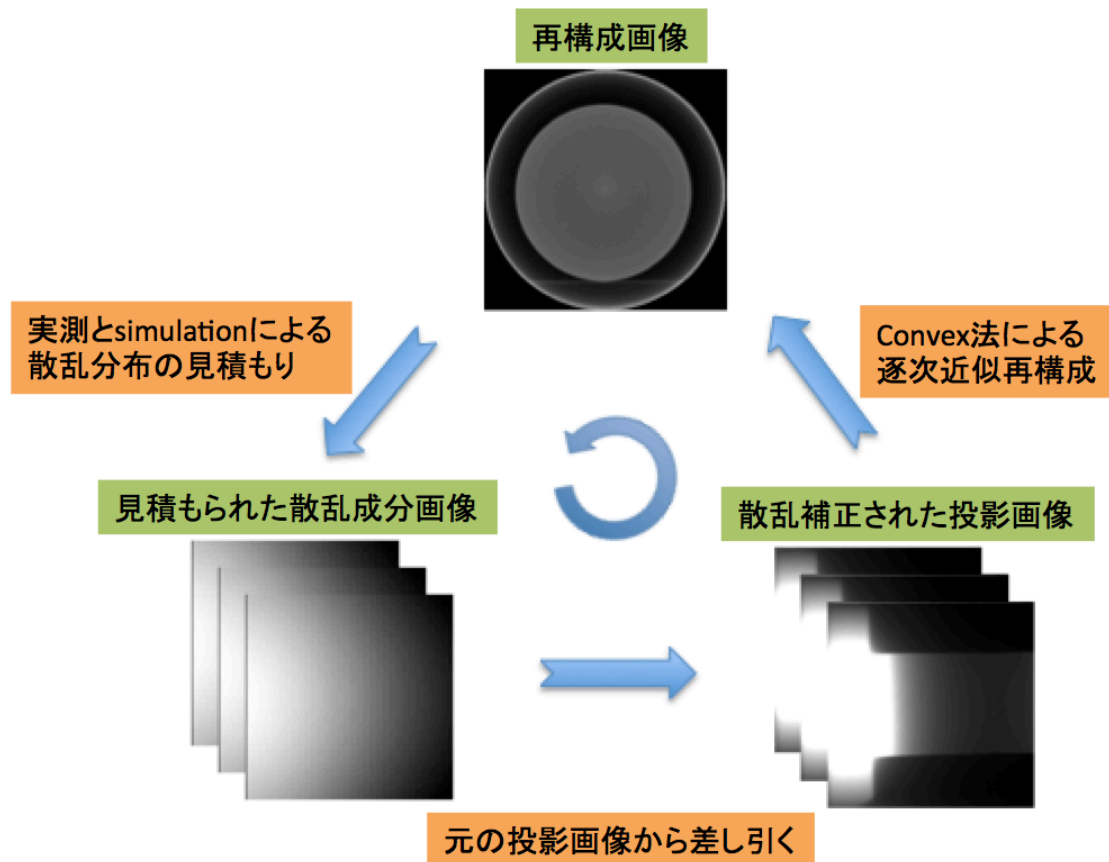 再構成画像
実測とsimulationによる
散乱分布の見積もり
Convex法による
逐次近似再構成
見積もられた散乱成分画像
散乱補正された投影画像
元の投影画像から差し引く